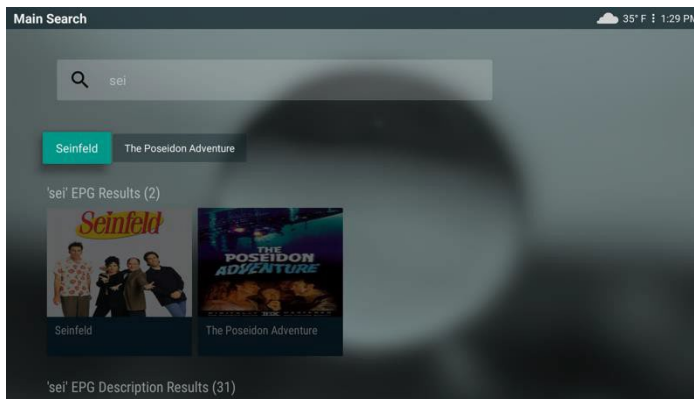 Main Search
35° F 1:29 PM
sei
Seinfeld
The Poseidon Adventure
'sei' EPG Results (2)
Seinfeld
THE
POSEIDON
ADVENTURE
Seinfeld
The Poseidon Adventure
'sei' EPG Description Results (31)